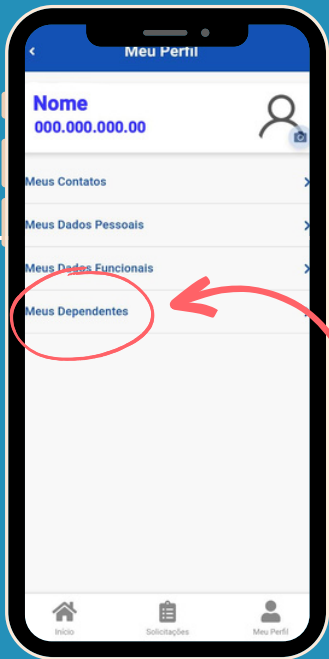 Meu Perfil
Nome
000.000.000.00
Meus Contatos
Meus Dados Pessoais
Meus Dados Funcionais
Meus Dependentes
Início
Solicitações
Meu Perfil